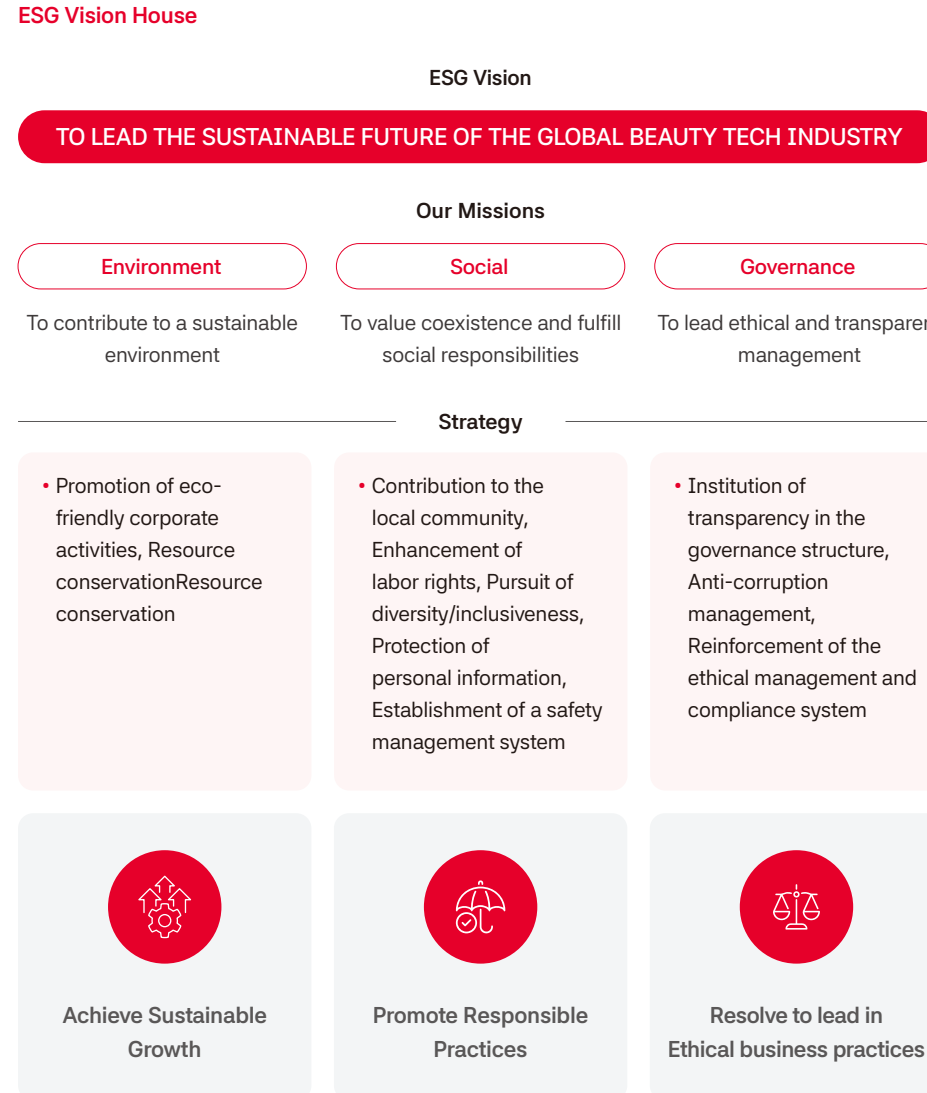 ESG Vision House
ESG Vision
TO LEAD THE SUSTAINABLE FUTURE OF THE GLOBAL BEAUTY TECH INDUSTRY
Our Missions
Environment
To contribute to a sustainable
environment
Social
To value coexistence and fulfill
social responsibilities
Governance
To lead ethical and transparen
management
Strategy
• Promotion of eco-
friendly corporate
activities, Resource
conservationResource
conservation
• Contribution to the
local community,
Enhancement of
labor rights, Pursuit of
diversity/inclusiveness,
Protection of
personal information,
Establishment of a safety
management system
• Institution of
transparency in the
governance structure,
Anti-corruption
management,
Reinforcement of the
ethical management and
compliance system
Achieve Sustainable
Growth
Promote Responsible
Practices
Resolve to lead in
Ethical business practices